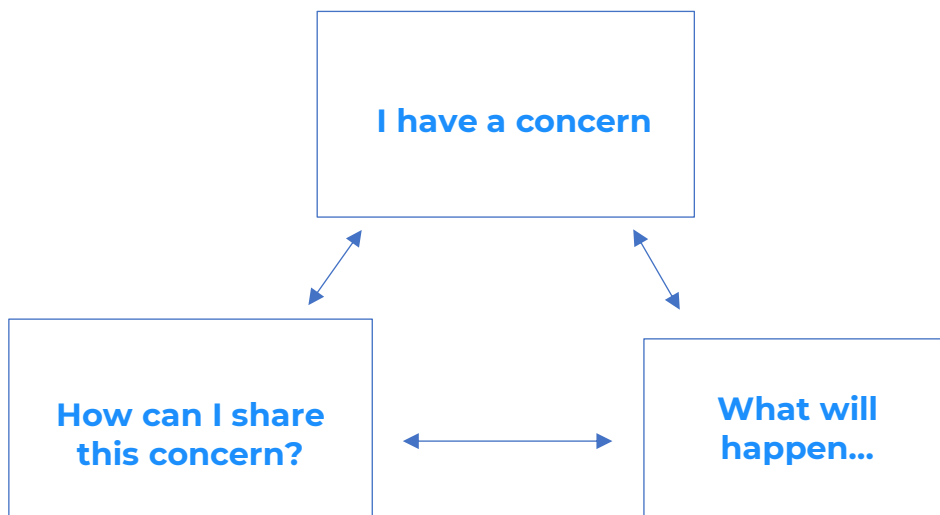 I have a concern
How can I share
this concern?
What will
happen...